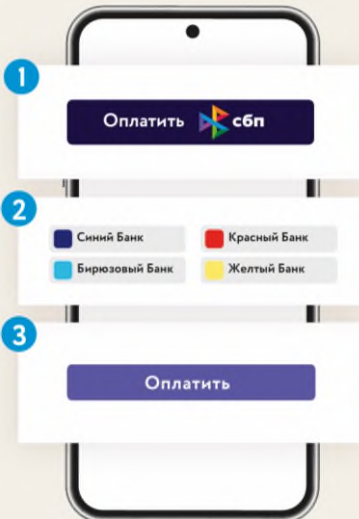 1
Оплатить сбп
2
Синий Банк Красный Банк
Бирюзовый Банк Желтый Банк
3
Оплатить